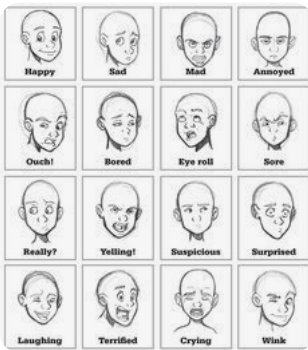 Happy
Sad
Mad
Annoyed
Ouch!
Bored
Eye roll
Sore
Really?
Yelling!
Suspicious
Surprised
Laughing
Terrified
Crying
Wink